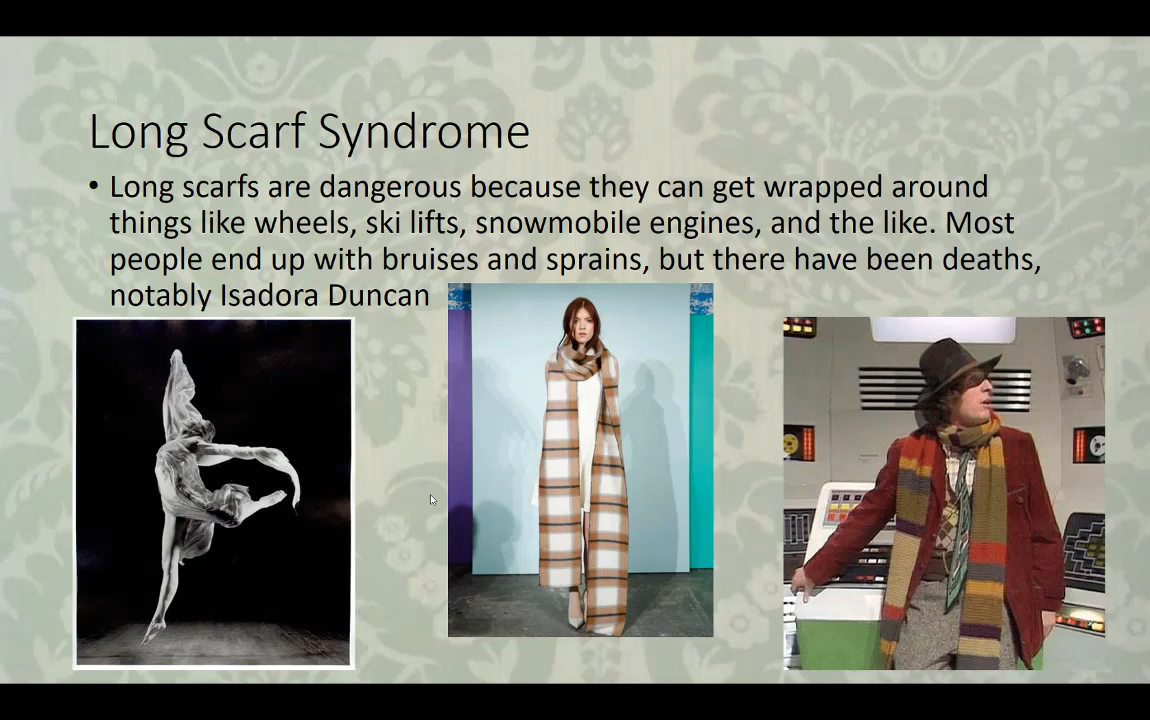 Long Scarf Syndrome
• Long scarfs are dangerous because they can get wrapped around
things like wheels, ski lifts, snowmobile engines, and the like. Most
people end up with bruises and sprains, but there have been deaths,
notably Isadora Duncan